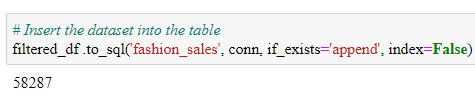 # Insert the dataset into the table
filtered_df .to_sql('fashion_sales', conn, if_exists='append', index=False)
58287